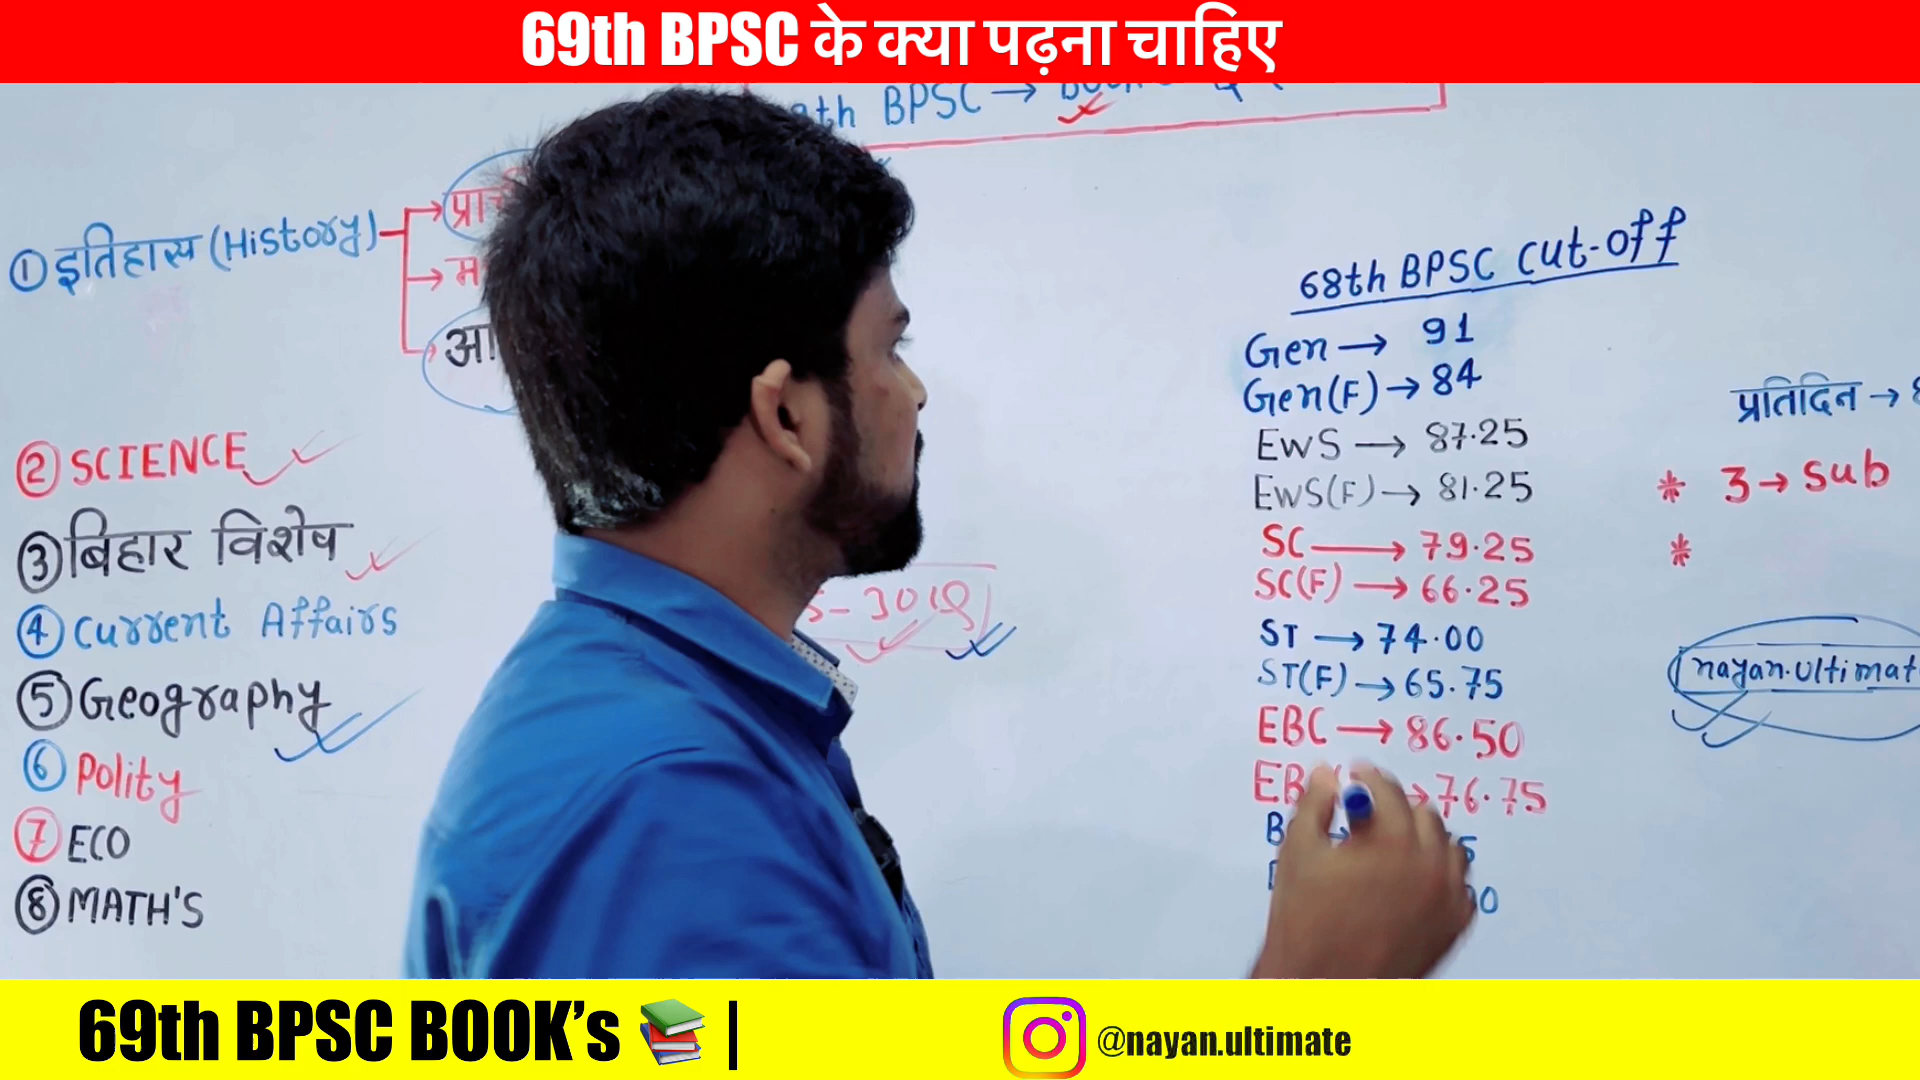 69th BPSC के क्या पढ़ना चाहिए
th BPSC →
① इतिहास (History)
② SCIENCE
③ बिहार विशेष
④ Current Affairs
⑤ Geography
⑥ Polity
⑦ ECO
⑧ MATH'S
68th BPSC CUT-Off
Gen → 91
Gen(F) → 84
EWS → 87.25
EWS(F) → 81.25
SC → 79.25
SC(F) → 66.25
ST → 74.00
ST(F) → 65.75
EBC → 86.50
EB → 76.75
प्रतिदिन →
* 3 → Sub
*
nayan.ultimat
69th BPSC BOOK’s 📚 |
@nayan.ultimate